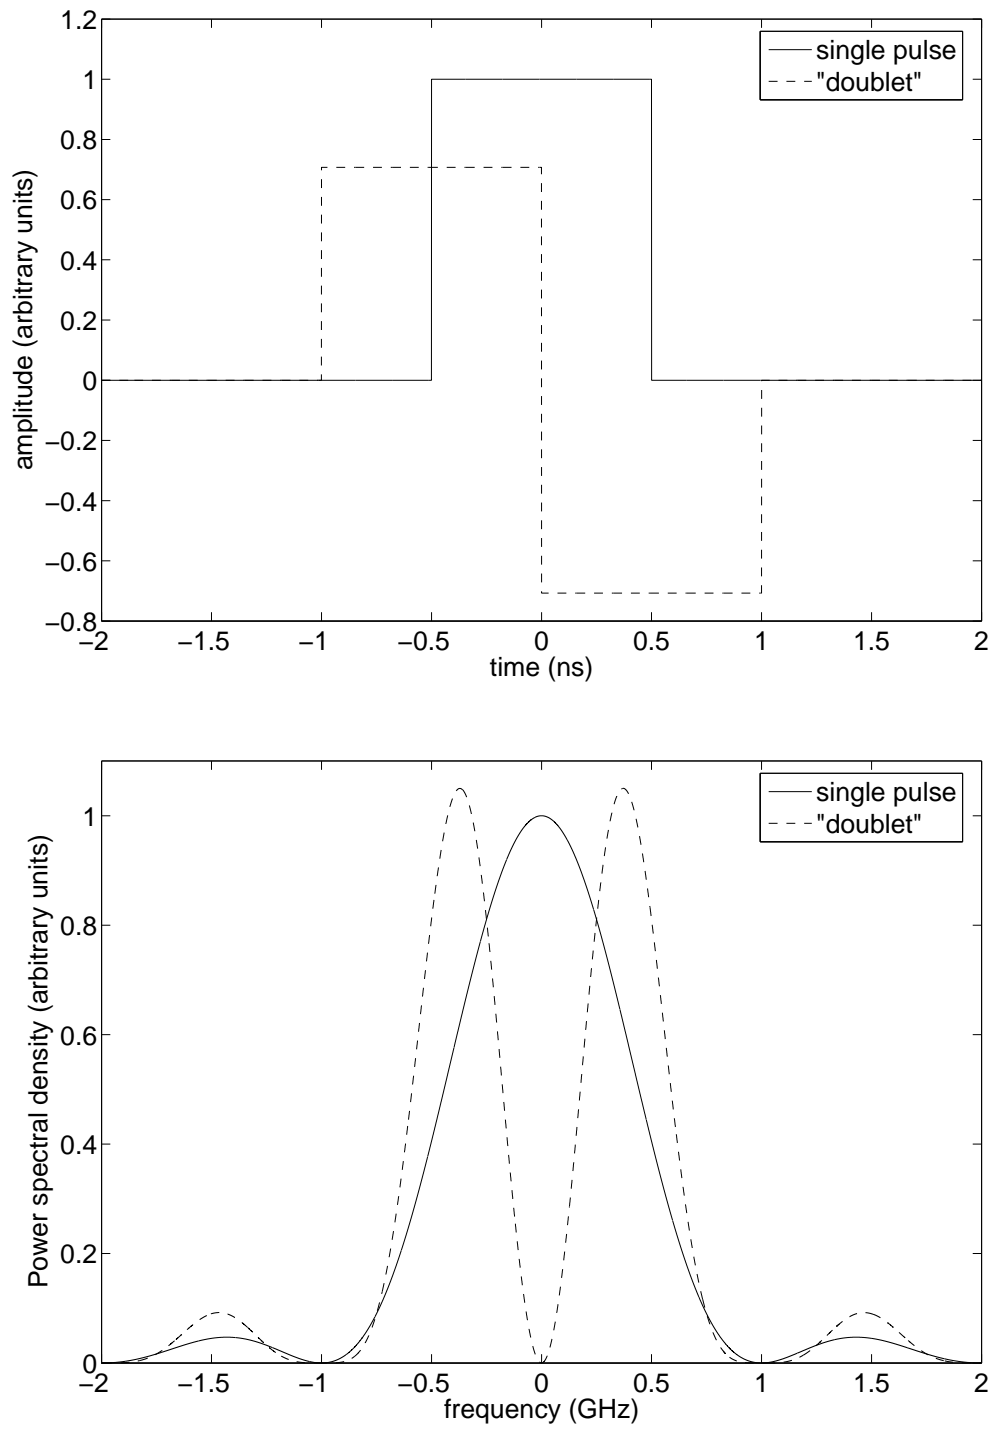 1.2
1
0.8
0.6
0.4
0.2
0
−0.2
−0.4
−0.6
−0.8
amplitude (arbitrary units)
single pulse
"doublet"
−2 −1.5 −1 −0.5 0 0.5 1 1.5 2
time (ns)
1
0.8
0.6
0.4
0.2
0
Power spectral density (arbitrary units)
single pulse
"doublet"
−2 −1.5 −1 −0.5 0 0.5 1 1.5 2
frequency (GHz)